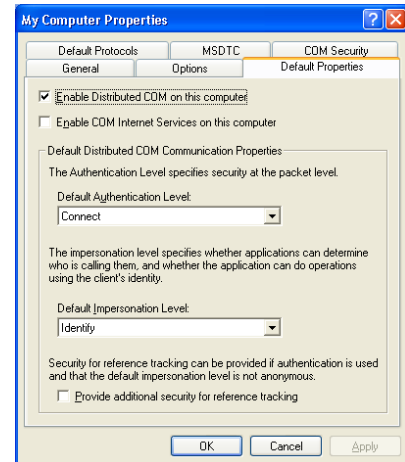 My Computer Properties
Default Protocols MSDTC COM Security
General Options Default Properties
Enable Distributed COM on this computer
Enable COM Internet Services on this computer
Default Distributed COM Communication Properties
The Authentication Level specifies security at the packet level.
Default Authentication Level:
Connect
The impersonation level specifies whether applications can determine
who is calling them, and whether the application can do operations
using the client's identity.
Default Impersonation Level:
Identify
Security for reference tracking can be provided if authentication is used
and that the default impersonation level is not anonymous.
Provide additional security for reference tracking
OK Cancel Apply